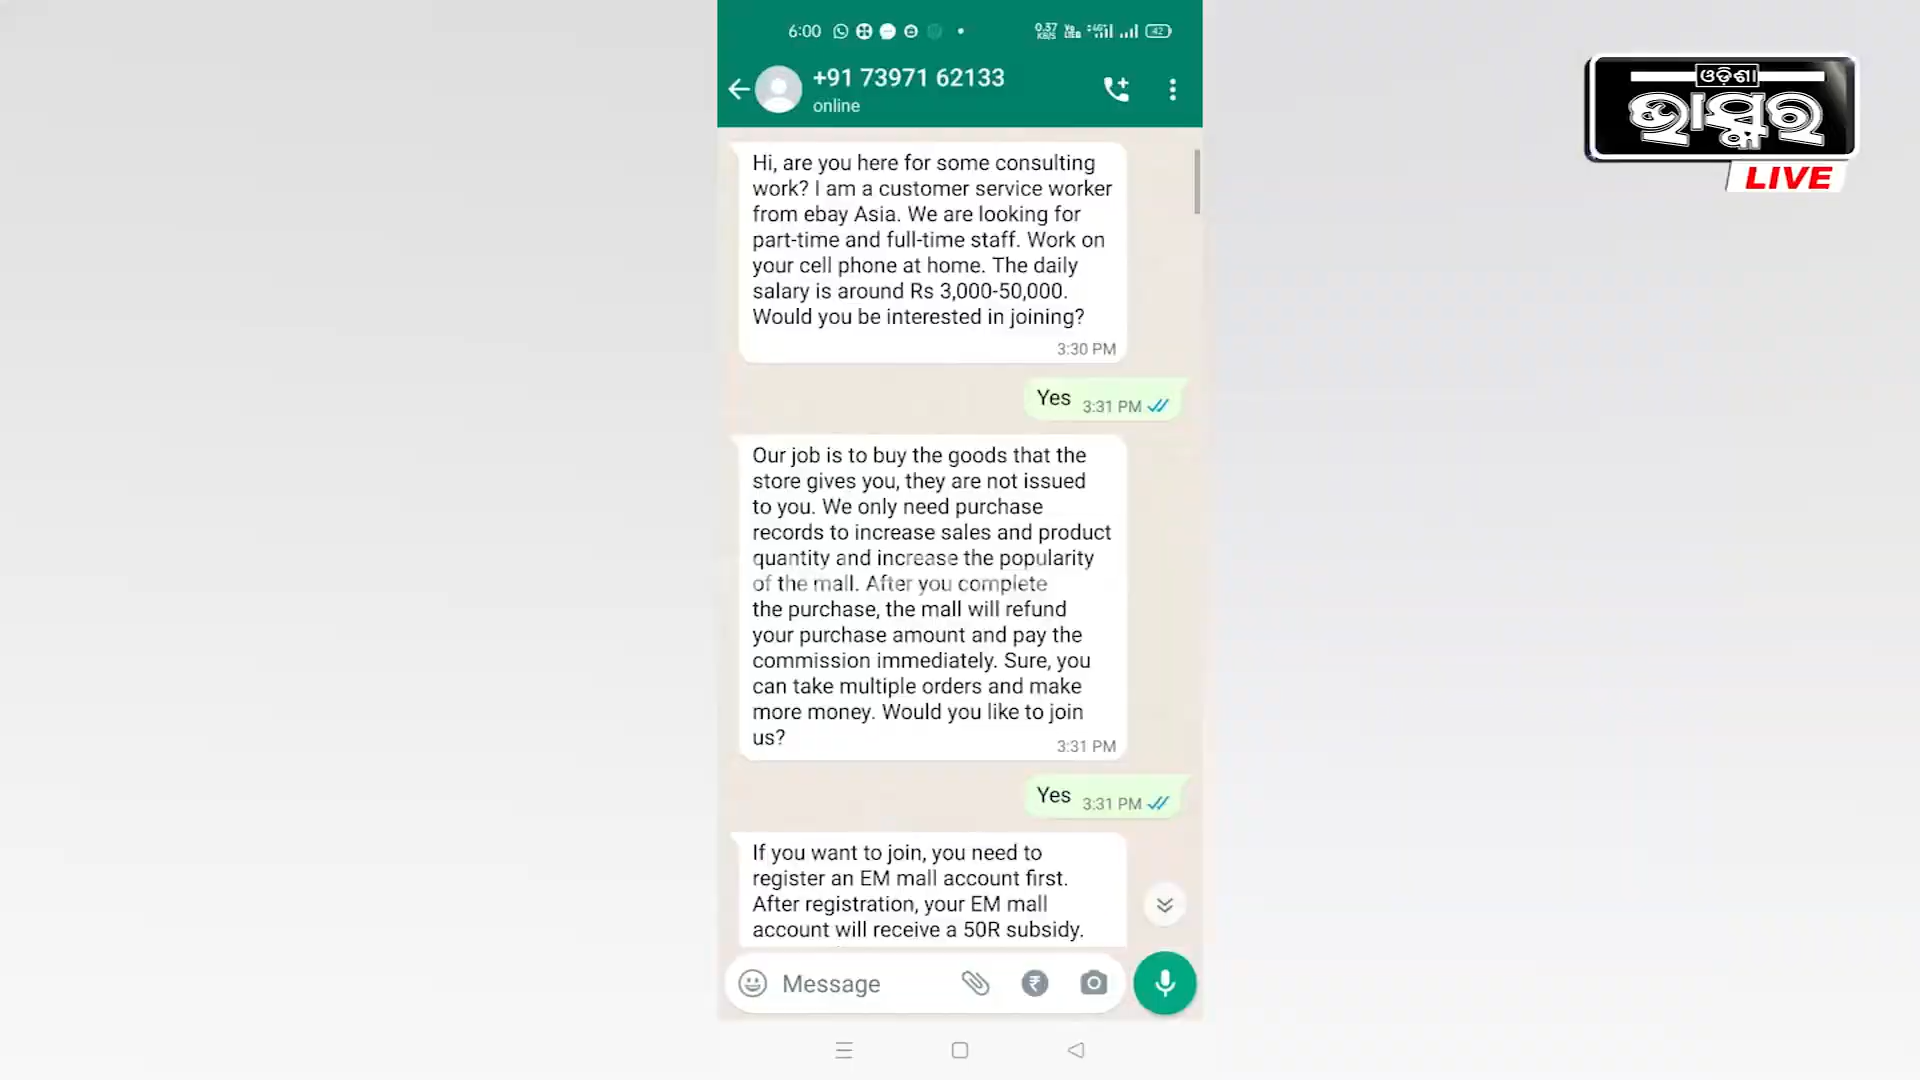 6:00
0.37 KB/S
4G+
42
+91 73971 62133
online
ଓଡ଼ିଶା
ଭାସ୍କର
LIVE
Hi, are you here for some consulting
work? I am a customer service worker
from ebay Asia. We are looking for
part-time and full-time staff. Work on
your cell phone at home. The daily
salary is around Rs 3,000-50,000.
Would you be interested in joining?
3:30 PM
Yes 3:31 PM
Our job is to buy the goods that the
store gives you, they are not issued
to you. We only need purchase
records to increase sales and product
quantity and increase the popularity
of the mall. After you complete
the purchase, the mall will refund
your purchase amount and pay the
commission immediately. Sure, you
can take multiple orders and make
more money. Would you like to join
us?
3:31 PM
Yes 3:31 PM
If you want to join, you need to
register an EM mall account first.
After registration, your EM mall
account will receive a 50R subsidy.
Message